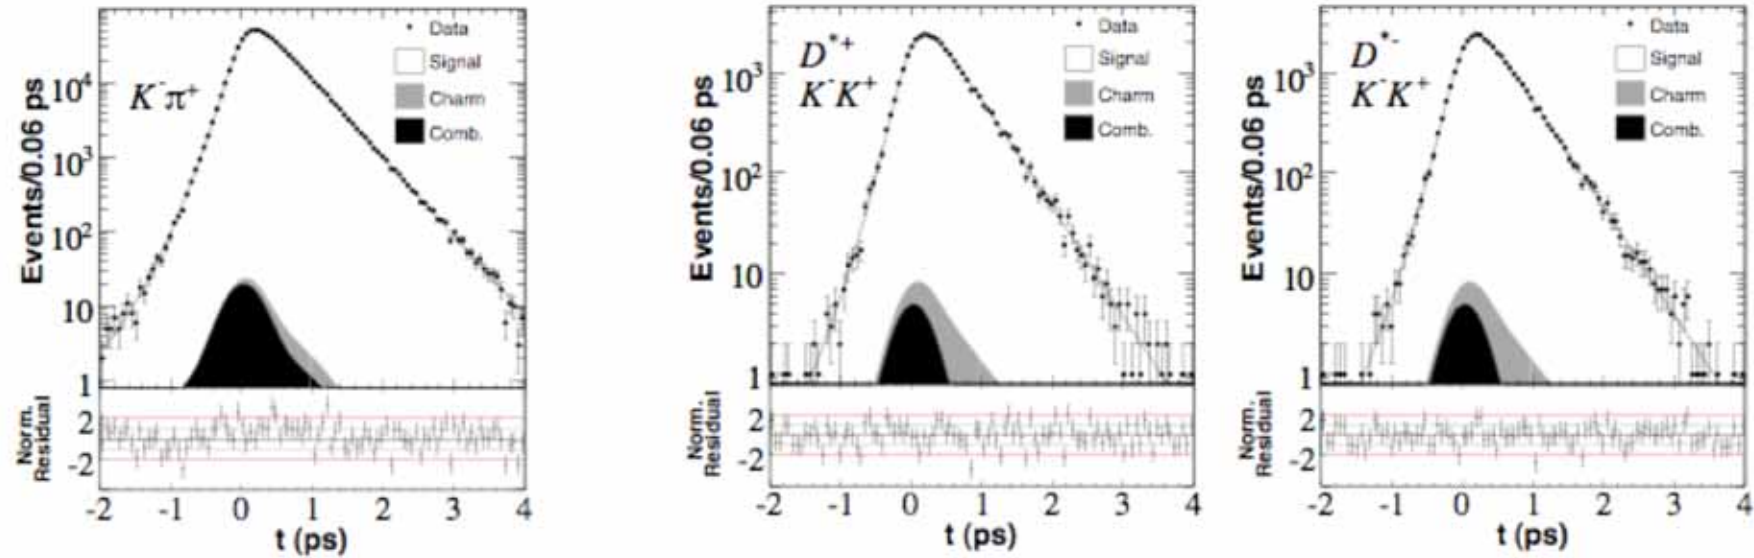 K⁻π⁺
Data
Signal
Charm
Comb.
Events/0.06 ps
10⁴
10³
10²
10
1
Norm.
Residual
2
-2
-2 -1 0 1 2 3 4
t (ps)
D*⁺
K⁻K⁺
Data
Signal
Charm
Comb.
Events/0.06 ps
10³
10²
10
1
Norm.
Residual
2
-2
-2 -1 0 1 2 3 4
t (ps)
D*⁻
K⁻K⁺
Data
Signal
Charm
Comb.
Events/0.06 ps
10³
10²
10
1
Norm.
Residual
2
-2
-2 -1 0 1 2 3 4
t (ps)